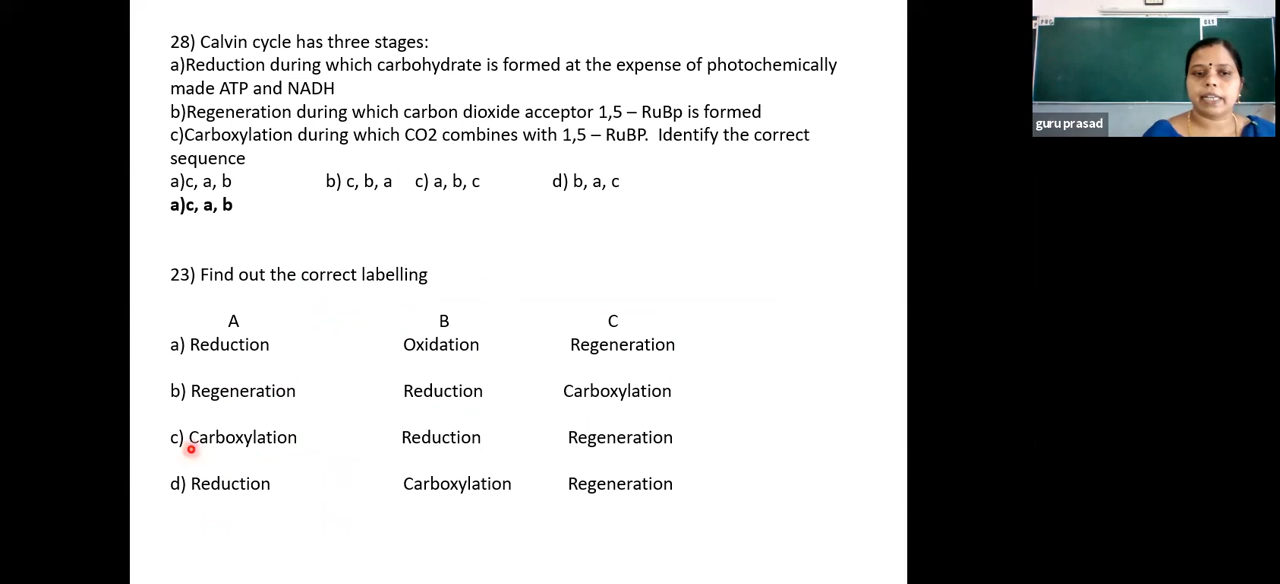 28) Calvin cycle has three stages:
a)Reduction during which carbohydrate is formed at the expense of photochemically
made ATP and NADH
b)Regeneration during which carbon dioxide acceptor 1,5 – RuBp is formed
c)Carboxylation during which CO2 combines with 1,5 – RuBP.  Identify the correct
sequence
a)c, a, b b) c, b, a c) a, b, c d) b, a, c
a)c, a, b
23) Find out the correct labelling
A B C
a) Reduction Oxidation Regeneration
b) Regeneration Reduction Carboxylation
c) Carboxylation Reduction Regeneration
d) Reduction Carboxylation Regeneration
guru prasad